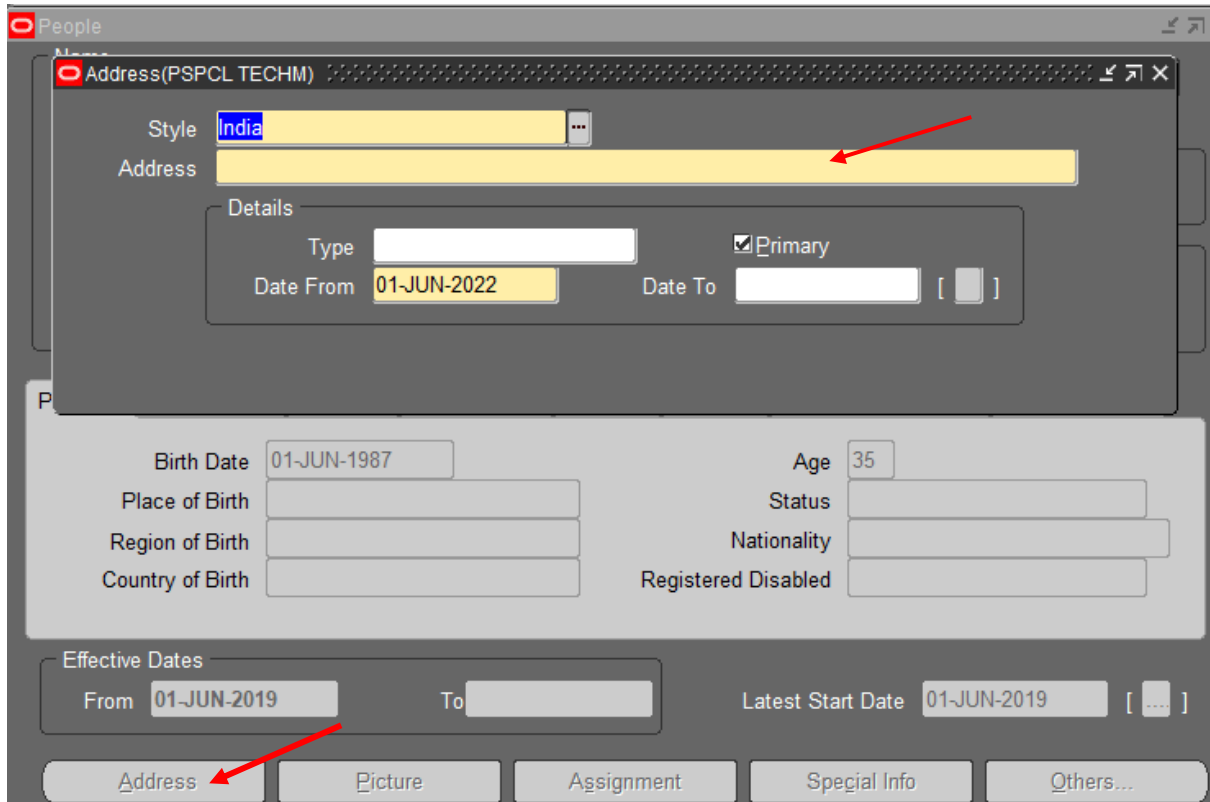 People
Name
Address(PSPCL TECHM)
Style India ...
Address
Details
Type Primary
Date From 01-JUN-2022 Date To [ ]
Birth Date 01-JUN-1987 Age 35
Place of Birth Status
Region of Birth Nationality
Country of Birth Registered Disabled
Effective Dates
From 01-JUN-2019 To Latest Start Date 01-JUN-2019 [ .... ]
Address Picture Assignment Special Info Others...